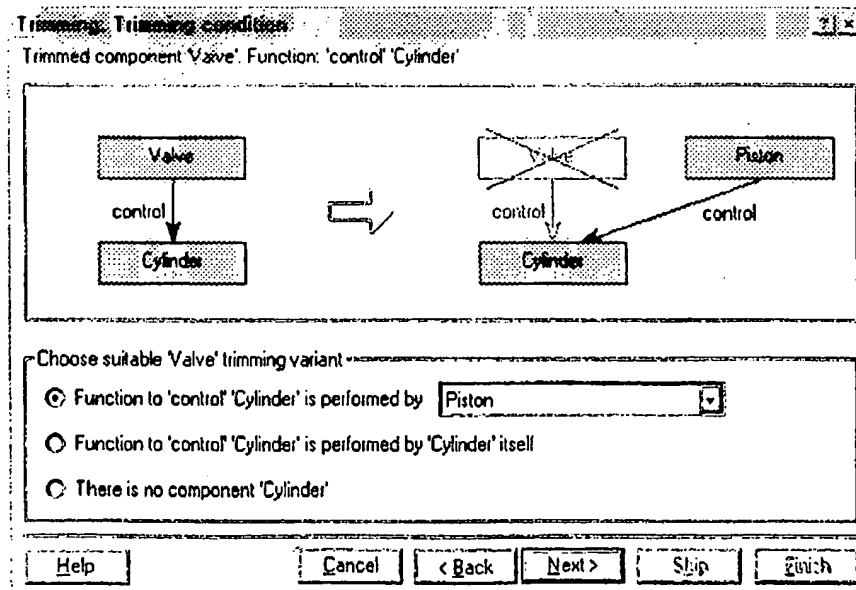 Trimming: Trimming condition
Trimmed component 'Valve'. Function: 'control' 'Cylinder'
Valve
control
Cylinder
Valve
control
Cylinder
Piston
control
Choose suitable 'Valve' trimming variant
Function to 'control' 'Cylinder' is performed by Piston
Function to 'control' 'Cylinder' is performed by 'Cylinder' itself
There is no component 'Cylinder'
Help Cancel < Back Next > Skip Finish